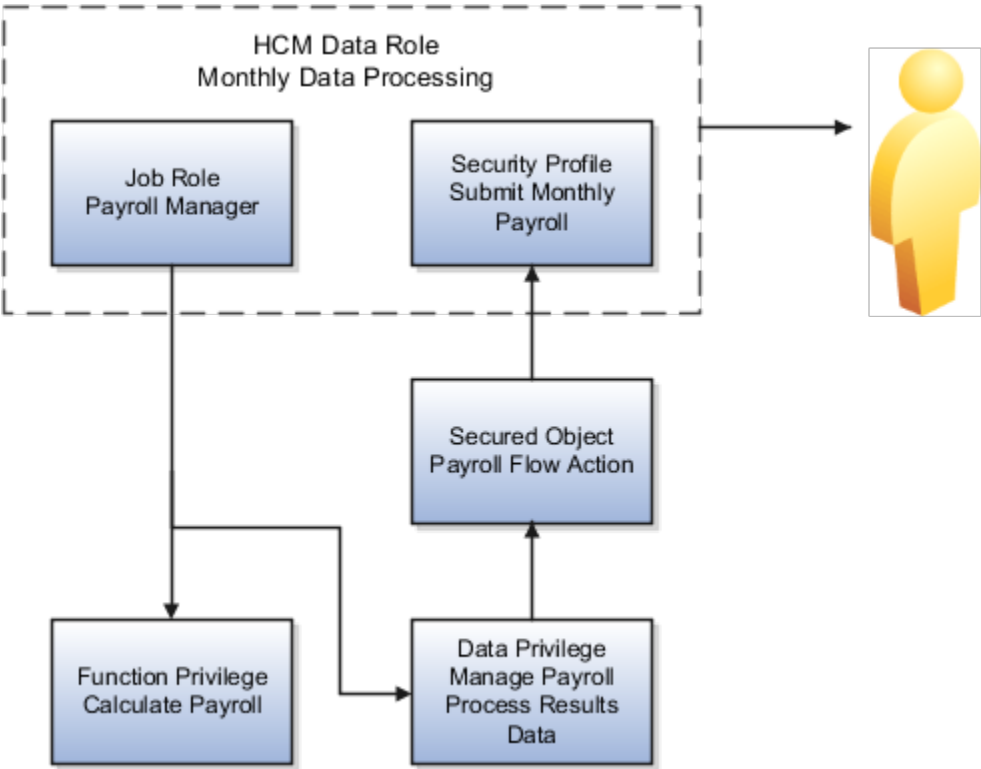 HCM Data Role
Monthly Data Processing
Job Role
Payroll Manager
Security Profile
Submit Monthly
Payroll
Secured Object
Payroll Flow Action
Function Privilege
Calculate Payroll
Data Privilege
Manage Payroll
Process Results
Data